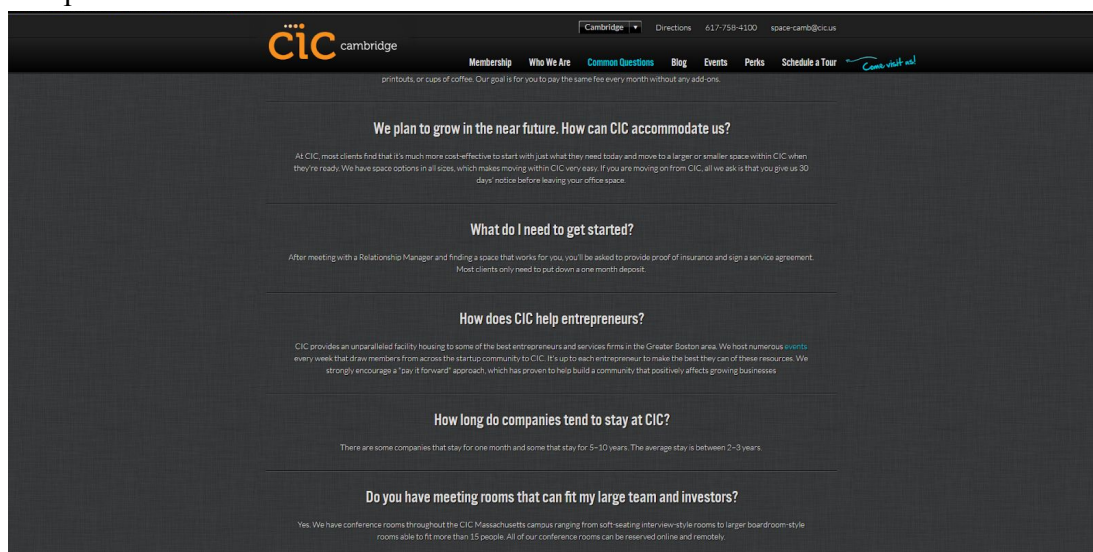 Cambridge ▼ Directions 617-758-4100 space-camb@cic.us
cic cambridge
Membership Who We Are Common Questions Blog Events Perks Schedule a Tour Come visit us!
printouts, or cups of coffee. Our goal is for you to pay the same fee every month without any add-ons.
We plan to grow in the near future. How can CIC accommodate us?
At CIC, most clients find that it's much more cost-effective to start with just what they need today and move to a larger or smaller space within CIC when
they're ready. We have space options in all sizes, which makes moving within CIC very easy. If you are moving on from CIC, all we ask is that you give us 30
days' notice before leaving your office space.
What do I need to get started?
After meeting with a Relationship Manager and finding a space that works for you, you'll be asked to provide proof of insurance and sign a service agreement.
Most clients only need to put down a one month deposit.
How does CIC help entrepreneurs?
CIC provides an unparalleled facility housing to some of the best entrepreneurs and services firms in the Greater Boston area. We host numerous events
every week that draw members from across the startup community to CIC. It's up to each entrepreneur to make the best they can of these resources. We
strongly encourage a "pay it forward" approach, which has proven to help build a community that positively affects growing businesses
How long do companies tend to stay at CIC?
There are some companies that stay for one month and some that stay for 5–10 years. The average stay is between 2–3 years
Do you have meeting rooms that can fit my large team and investors?
Yes. We have conference rooms throughout the CIC Massachusetts campus ranging from soft-seating interview-style rooms to larger boardroom-style
rooms able to fit more than 15 people. All of our conference rooms can be reserved online and remotely.